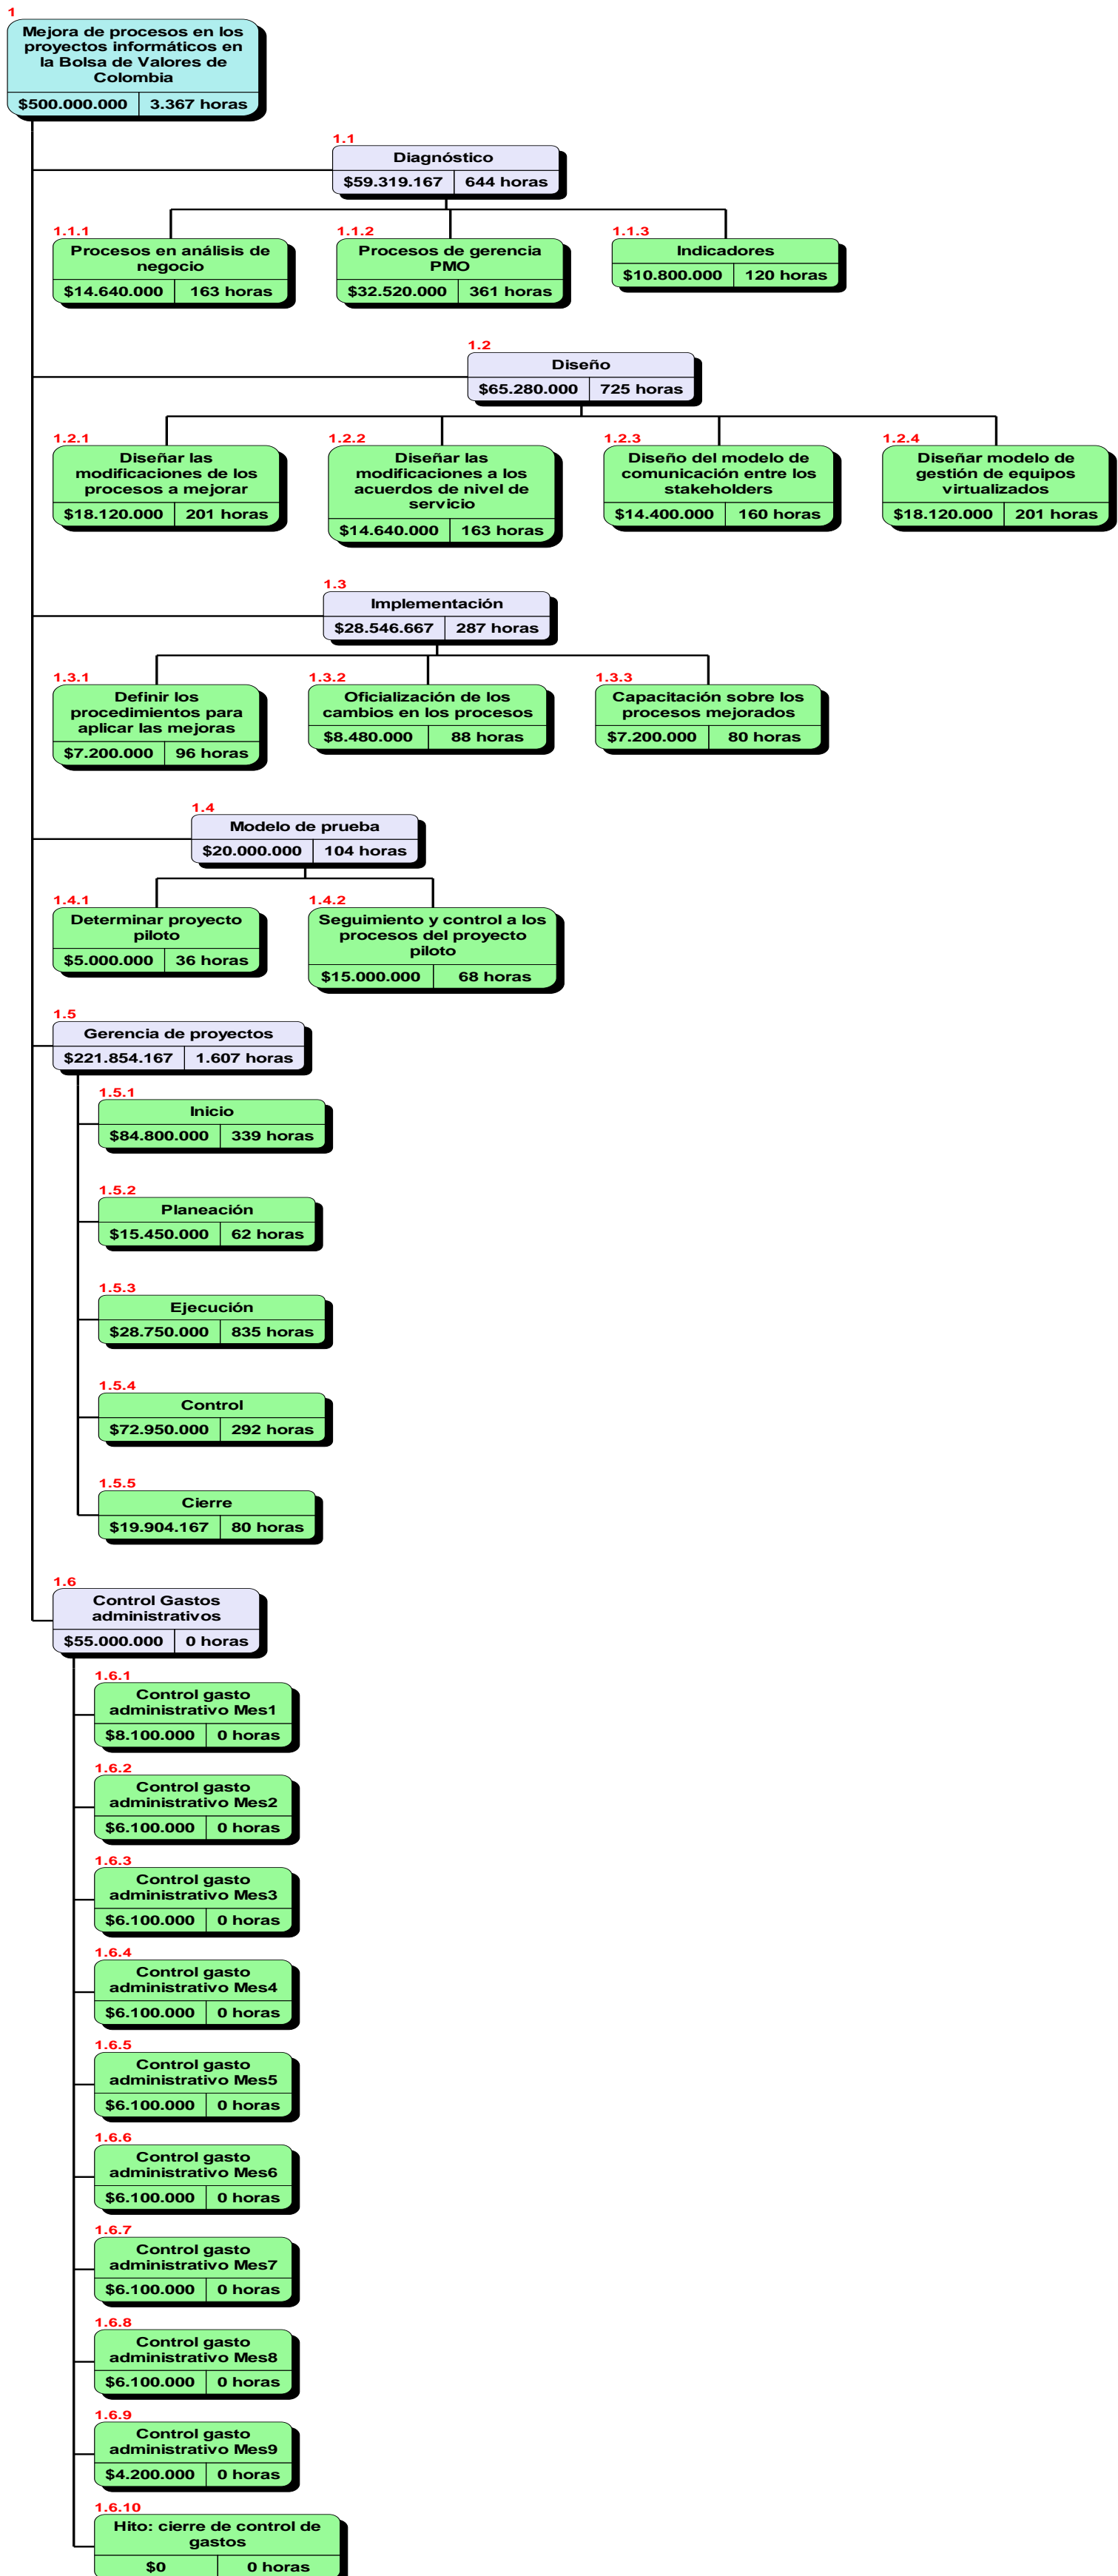 1
Mejora de procesos en los
proyectos informáticos en
la Bolsa de Valores de
Colombia
$500.000.000 3.367 horas
1.1
Diagnóstico
$59.319.167 644 horas
1.1.1
Procesos en análisis de
negocio
$14.640.000 163 horas
1.1.2
Procesos de gerencia
PMO
$32.520.000 361 horas
1.1.3
Indicadores
$10.800.000 120 horas
1.2
Diseño
$65.280.000 725 horas
1.2.1
Diseñar las
modificaciones de los
procesos a mejorar
$18.120.000 201 horas
1.2.2
Diseñar las
modificaciones a los
acuerdos de nivel de
servicio
$14.640.000 163 horas
1.2.3
Diseño del modelo de
comunicación entre los
stakeholders
$14.400.000 160 horas
1.2.4
Diseñar modelo de
gestión de equipos
virtualizados
$18.120.000 201 horas
1.3
Implementación
$28.546.667 287 horas
1.3.1
Definir los
procedimientos para
aplicar las mejoras
$7.200.000 96 horas
1.3.2
Oficialización de los
cambios en los procesos
$8.480.000 88 horas
1.3.3
Capacitación sobre los
procesos mejorados
$7.200.000 80 horas
1.4
Modelo de prueba
$20.000.000 104 horas
1.4.1
Determinar proyecto
piloto
$5.000.000 36 horas
1.4.2
Seguimiento y control a los
procesos del proyecto
piloto
$15.000.000 68 horas
1.5
Gerencia de proyectos
$221.854.167 1.607 horas
1.5.1
Inicio
$84.800.000 339 horas
1.5.2
Planeación
$15.450.000 62 horas
1.5.3
Ejecución
$28.750.000 835 horas
1.5.4
Control
$72.950.000 292 horas
1.5.5
Cierre
$19.904.167 80 horas
1.6
Control Gastos
administrativos
$55.000.000 0 horas
1.6.1
Control gasto
administrativo Mes1
$8.100.000 0 horas
1.6.2
Control gasto
administrativo Mes2
$6.100.000 0 horas
1.6.3
Control gasto
administrativo Mes3
$6.100.000 0 horas
1.6.4
Control gasto
administrativo Mes4
$6.100.000 0 horas
1.6.5
Control gasto
administrativo Mes5
$6.100.000 0 horas
1.6.6
Control gasto
administrativo Mes6
$6.100.000 0 horas
1.6.7
Control gasto
administrativo Mes7
$6.100.000 0 horas
1.6.8
Control gasto
administrativo Mes8
$6.100.000 0 horas
1.6.9
Control gasto
administrativo Mes9
$4.200.000 0 horas
1.6.10
Hito: cierre de control de
gastos
$0 0 horas